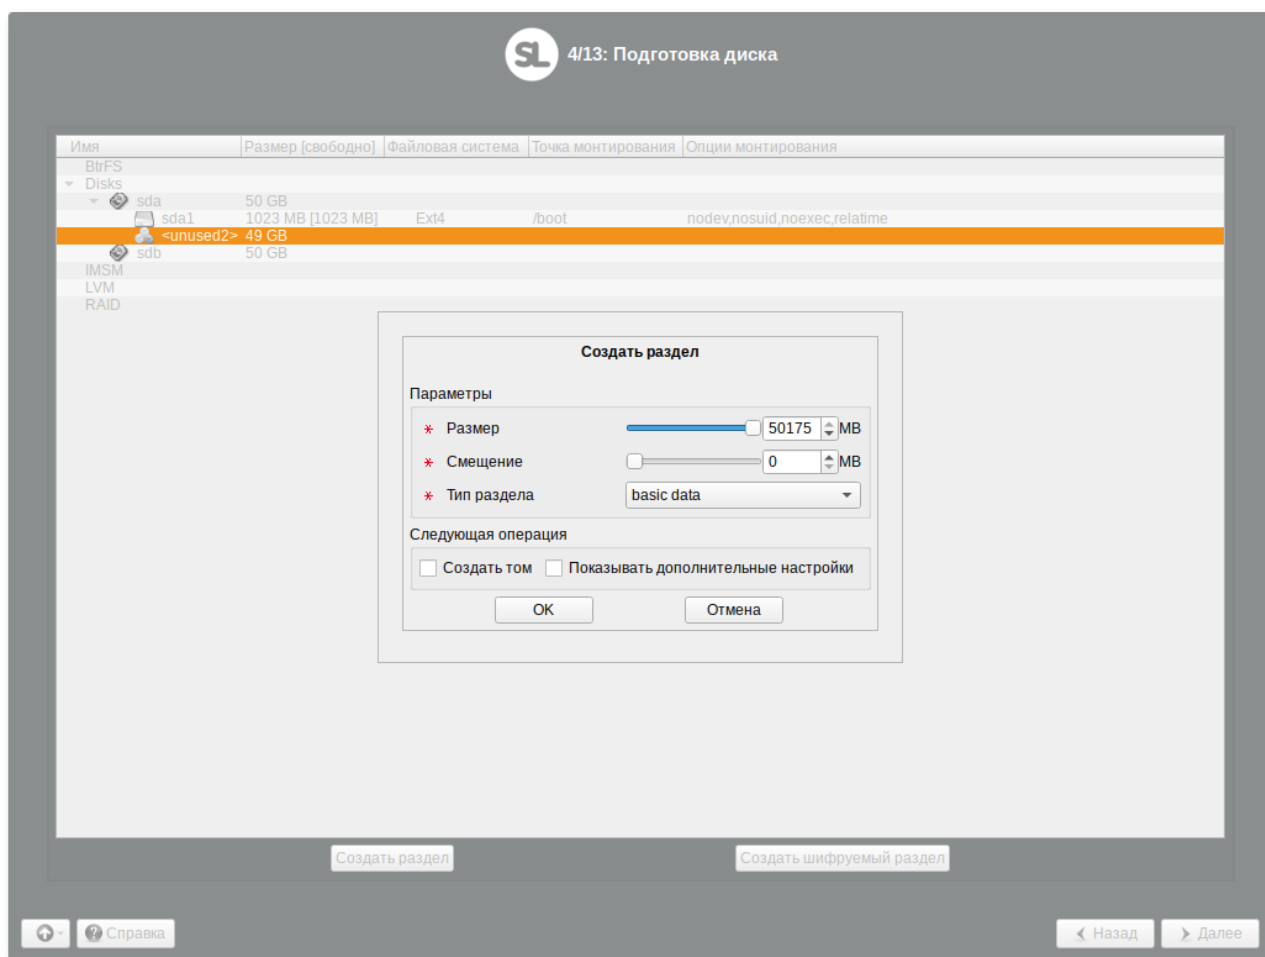 SL 4/13: Подготовка диска
Имя Размер [свободно] Файловая система Точка монтирования Опции монтирования
BtrFS
Disks
sda 50 GB
sda1 1023 MB [1023 MB] Ext4 /boot nodev,nosuid,noexec,relatime
<unused2> 49 GB
sdb 50 GB
IMSM
LVM
RAID
Создать раздел
Параметры
* Размер 50175 MB
* Смещение 0 MB
* Тип раздела basic data
Следующая операция
Создать том Показывать дополнительные настройки
OK Отмена
Создать раздел Создать шифруемый раздел
Справка Назад Далее